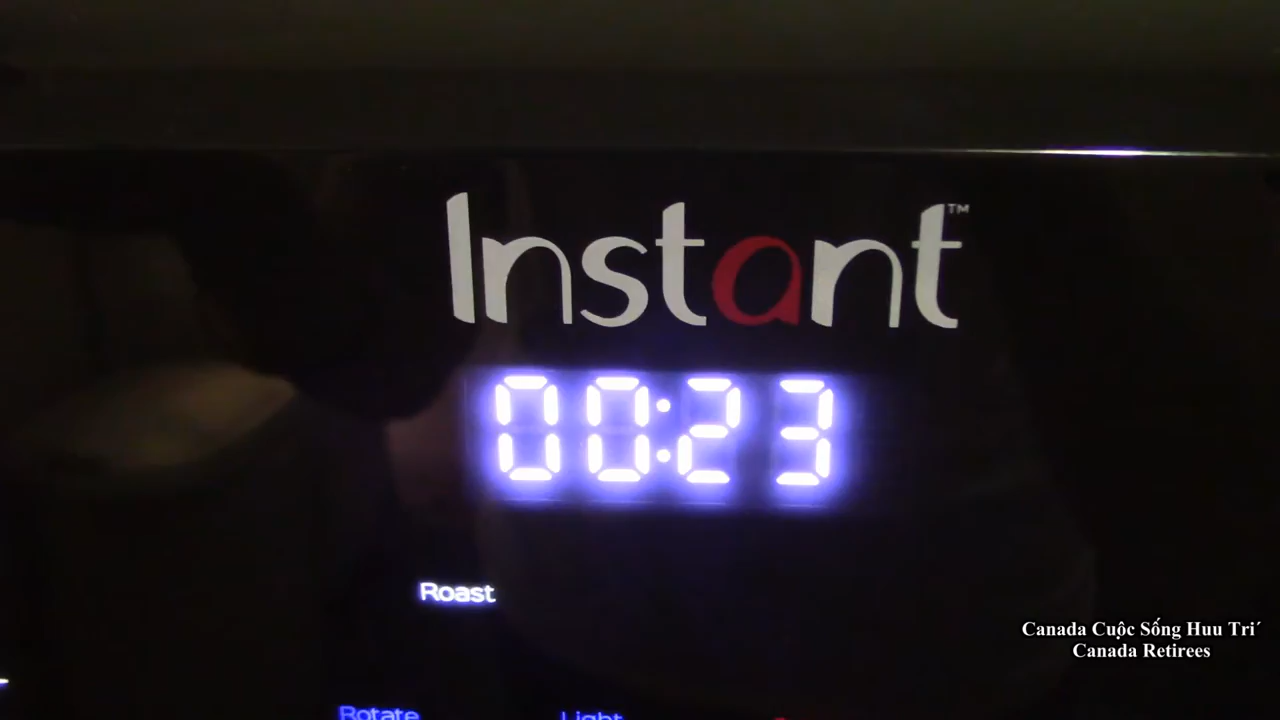 Instant™
00:23
Roast
Canada Cuộc Sống Huu Tri´
Canada Retirees
Rotate Light